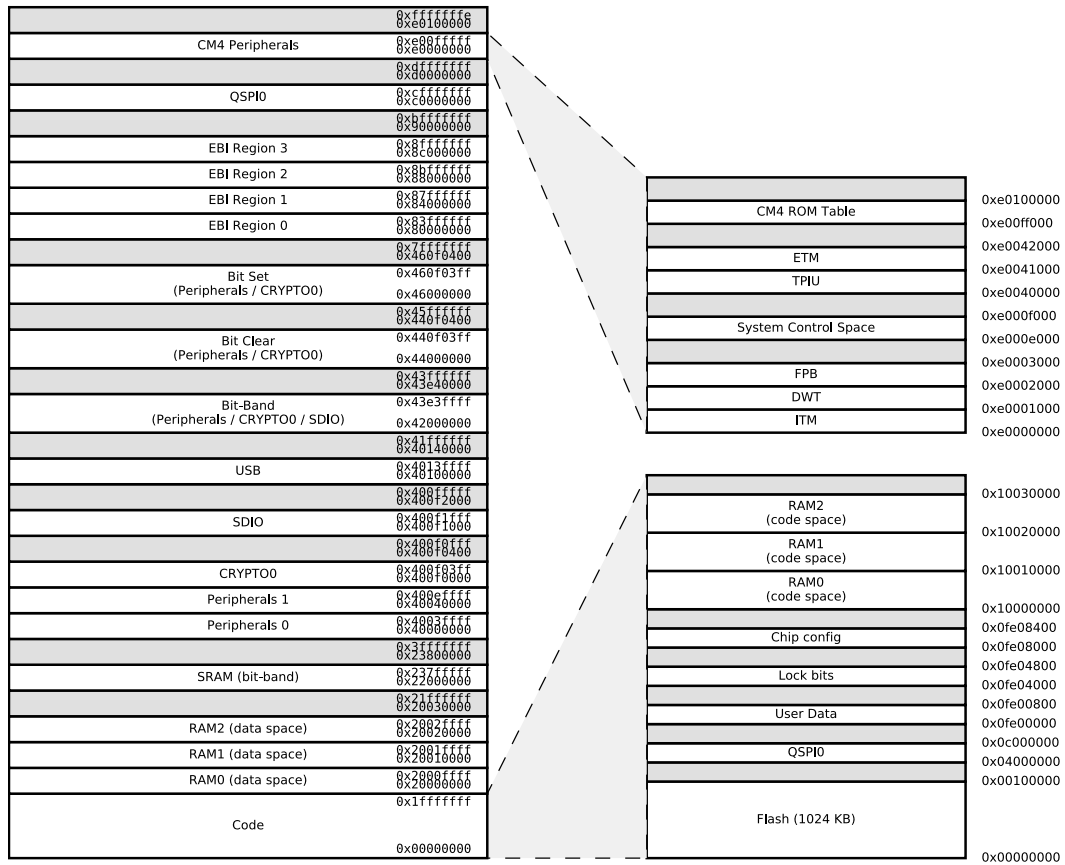 0xfffffffe
0xe0100000
CM4 Peripherals
0xe00fffff
0xe0000000
0xdfffffff
0xd0000000
QSPI0
0xcfffffff
0xc0000000
0xbfffffff
0x90000000
EBI Region 3
0x8fffffff
0x8c000000
EBI Region 2
0x8bffffff
0x88000000
EBI Region 1
0x87ffffff
0x84000000
EBI Region 0
0x83ffffff
0x80000000
0x7fffffff
0x460f0400
Bit Set
(Peripherals / CRYPTO0)
0x460f03ff
0x46000000
0x45ffffff
0x440f0400
Bit Clear
(Peripherals / CRYPTO0)
0x440f03ff
0x44000000
0x43ffffff
0x43e40000
Bit-Band
(Peripherals / CRYPTO0 / SDIO)
0x43e3ffff
0x42000000
0x41ffffff
0x40140000
USB
0x4013ffff
0x40100000
0x400fffff
0x400f2000
SDIO
0x400f1fff
0x400f1000
0x400f0fff
0x400f0400
CRYPTO0
0x400f03ff
0x400f0000
Peripherals 1
0x400effff
0x40040000
Peripherals 0
0x4003ffff
0x40000000
0x3fffffff
0x23800000
SRAM (bit-band)
0x237fffff
0x22000000
0x21ffffff
0x20030000
RAM2 (data space)
0x2002ffff
0x20020000
RAM1 (data space)
0x2001ffff
0x20010000
RAM0 (data space)
0x2000ffff
0x20000000
0x1fffffff
Code
0x00000000
0xe0100000
CM4 ROM Table
0xe00ff000
0xe0042000
ETM
0xe0041000
TPIU
0xe0040000
0xe000f000
System Control Space
0xe000e000
0xe0003000
FPB
0xe0002000
DWT
0xe0001000
ITM
0xe0000000
0x10030000
RAM2
(code space)
0x10020000
RAM1
(code space)
0x10010000
RAM0
(code space)
0x10000000
0x0fe08400
Chip config
0x0fe08000
0x0fe04800
Lock bits
0x0fe04000
0x0fe00800
User Data
0x0fe00000
0x0c000000
QSPI0
0x04000000
0x00100000
Flash (1024 KB)
0x00000000